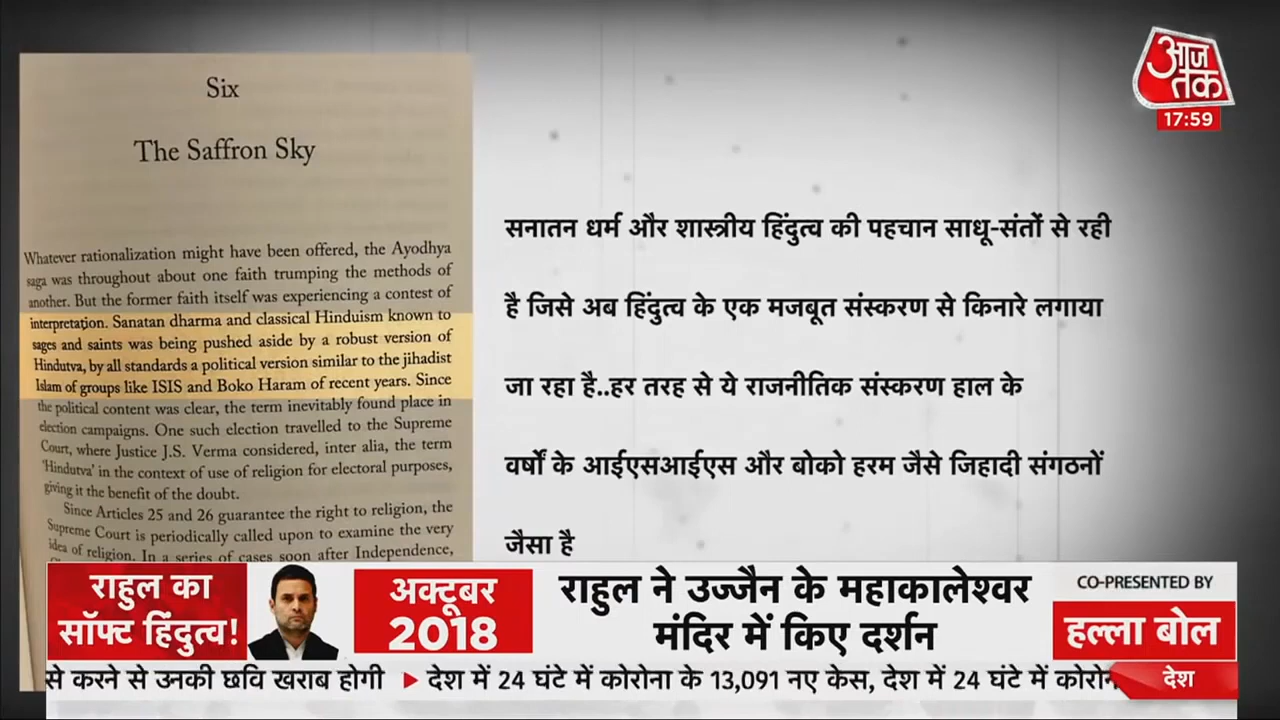 Six
The Saffron Sky
Whatever rationalization might have been offered, the Ayodhya
saga was throughout about one faith trumping the methods of
another. But the former faith itself was experiencing a contest of
interpretation. Sanatan dharma and classical Hinduism known to
sages and saints was being pushed aside by a robust version of
Hindutva, by all standards a political version similar to the jihadist
Islam of groups like ISIS and Boko Haram of recent years. Since
the political content was clear, the term inevitably found place in
election campaigns. One such election travelled to the Supreme
Court, where Justice J.S. Verma considered, inter alia, the term
'Hindutva' in the context of use of religion for electoral purposes,
giving it the benefit of the doubt.
Since Articles 25 and 26 guarantee the right to religion, the
Supreme Court is periodically called upon to examine the very
idea of religion. In a series of cases soon after Independence,
आज
तक
17:59
सनातन धर्म और शास्त्रीय हिंदुत्व की पहचान साधू-संतों से रही
है जिसे अब हिंदुत्व के एक मजबूत संस्करण से किनारे लगाया
जा रहा है..हर तरह से ये राजनीतिक संस्करण हाल के
वर्षों के आईएसआईएस और बोको हरम जैसे जिहादी संगठनों
जैसा है
राहुल का
सॉफ्ट हिंदुत्व!
अक्टूबर
2018
राहुल ने उज्जैन के महाकालेश्वर
मंदिर में किए दर्शन
CO-PRESENTED BY
हल्ला बोल
से करने से उनकी छवि खराब होगी ▶ देश में 24 घंटे में कोरोना के 13,091 नए केस, देश में 24 घंटे में
देश